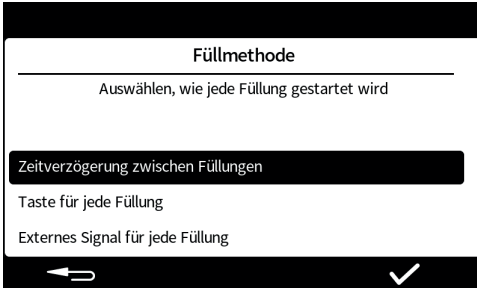 Füllmethode
Auswählen, wie jede Füllung gestartet wird
Zeitverzögerung zwischen Füllungen
Taste für jede Füllung
Externes Signal für jede Füllung